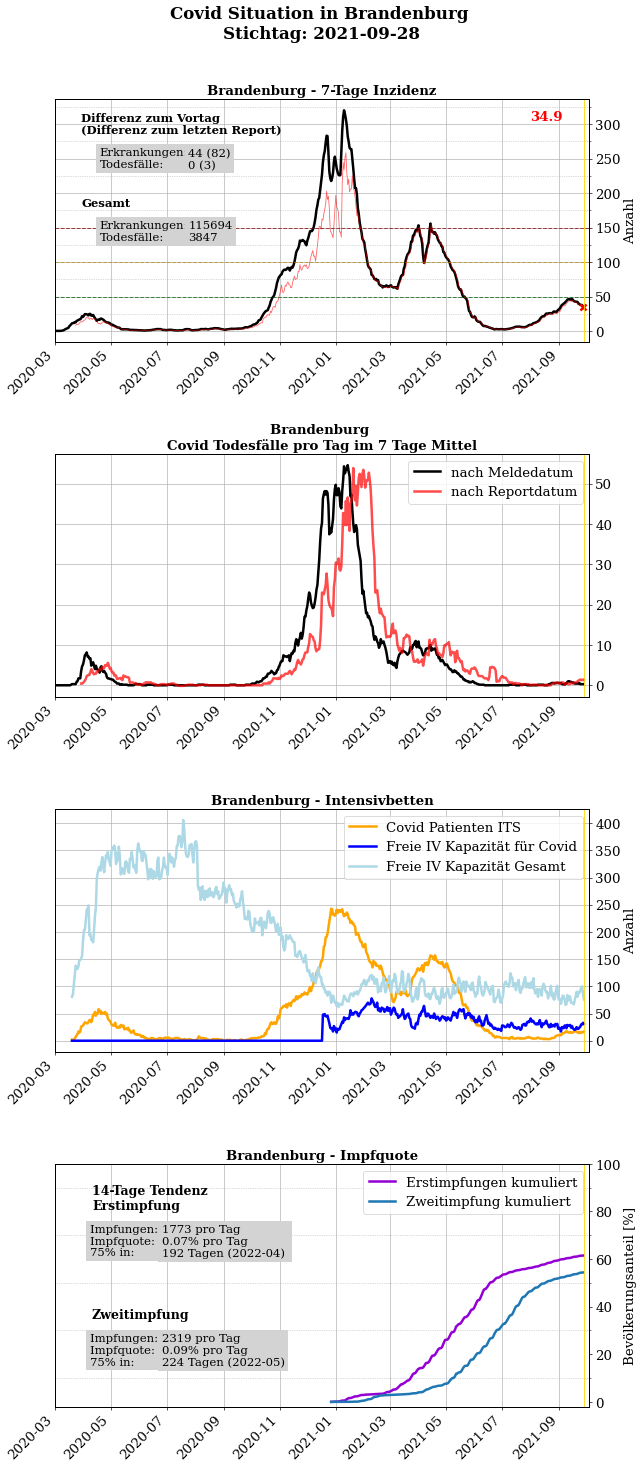 Covid Situation in Brandenburg
Stichtag: 2021-09-28
Brandenburg - 7-Tage Inzidenz
Differenz zum Vortag
(Differenz zum letzten Report)
Erkrankungen 44 (82)
Todesfälle: 0 (3)
Gesamt
Erkrankungen 115694
Todesfälle: 3847
34.9
300
250
200
150
100
50
0
Anzahl
2020-03
2020-05
2020-07
2020-09
2020-11
2021-01
2021-03
2021-05
2021-07
2021-09
Brandenburg
Covid Todesfälle pro Tag im 7 Tage Mittel
nach Meldedatum
nach Reportdatum
50
40
30
20
10
0
2020-03
2020-05
2020-07
2020-09
2020-11
2021-01
2021-03
2021-05
2021-07
2021-09
Brandenburg - Intensivbetten
Covid Patienten ITS
Freie IV Kapazität für Covid
Freie IV Kapazität Gesamt
400
350
300
250
200
150
100
50
0
Anzahl
2020-03
2020-05
2020-07
2020-09
2020-11
2021-01
2021-03
2021-05
2021-07
2021-09
Brandenburg - Impfquote
14-Tage Tendenz
Erstimpfung
Impfungen: 1773 pro Tag
Impfquote: 0.07% pro Tag
75% in: 192 Tagen (2022-04)
Zweitimpfung
Impfungen: 2319 pro Tag
Impfquote: 0.09% pro Tag
75% in: 224 Tagen (2022-05)
Erstimpfungen kumuliert
Zweitimpfung kumuliert
100
80
60
40
20
0
Bevölkerungsanteil [%]
2020-03
2020-05
2020-07
2020-09
2020-11
2021-01
2021-03
2021-05
2021-07
2021-09